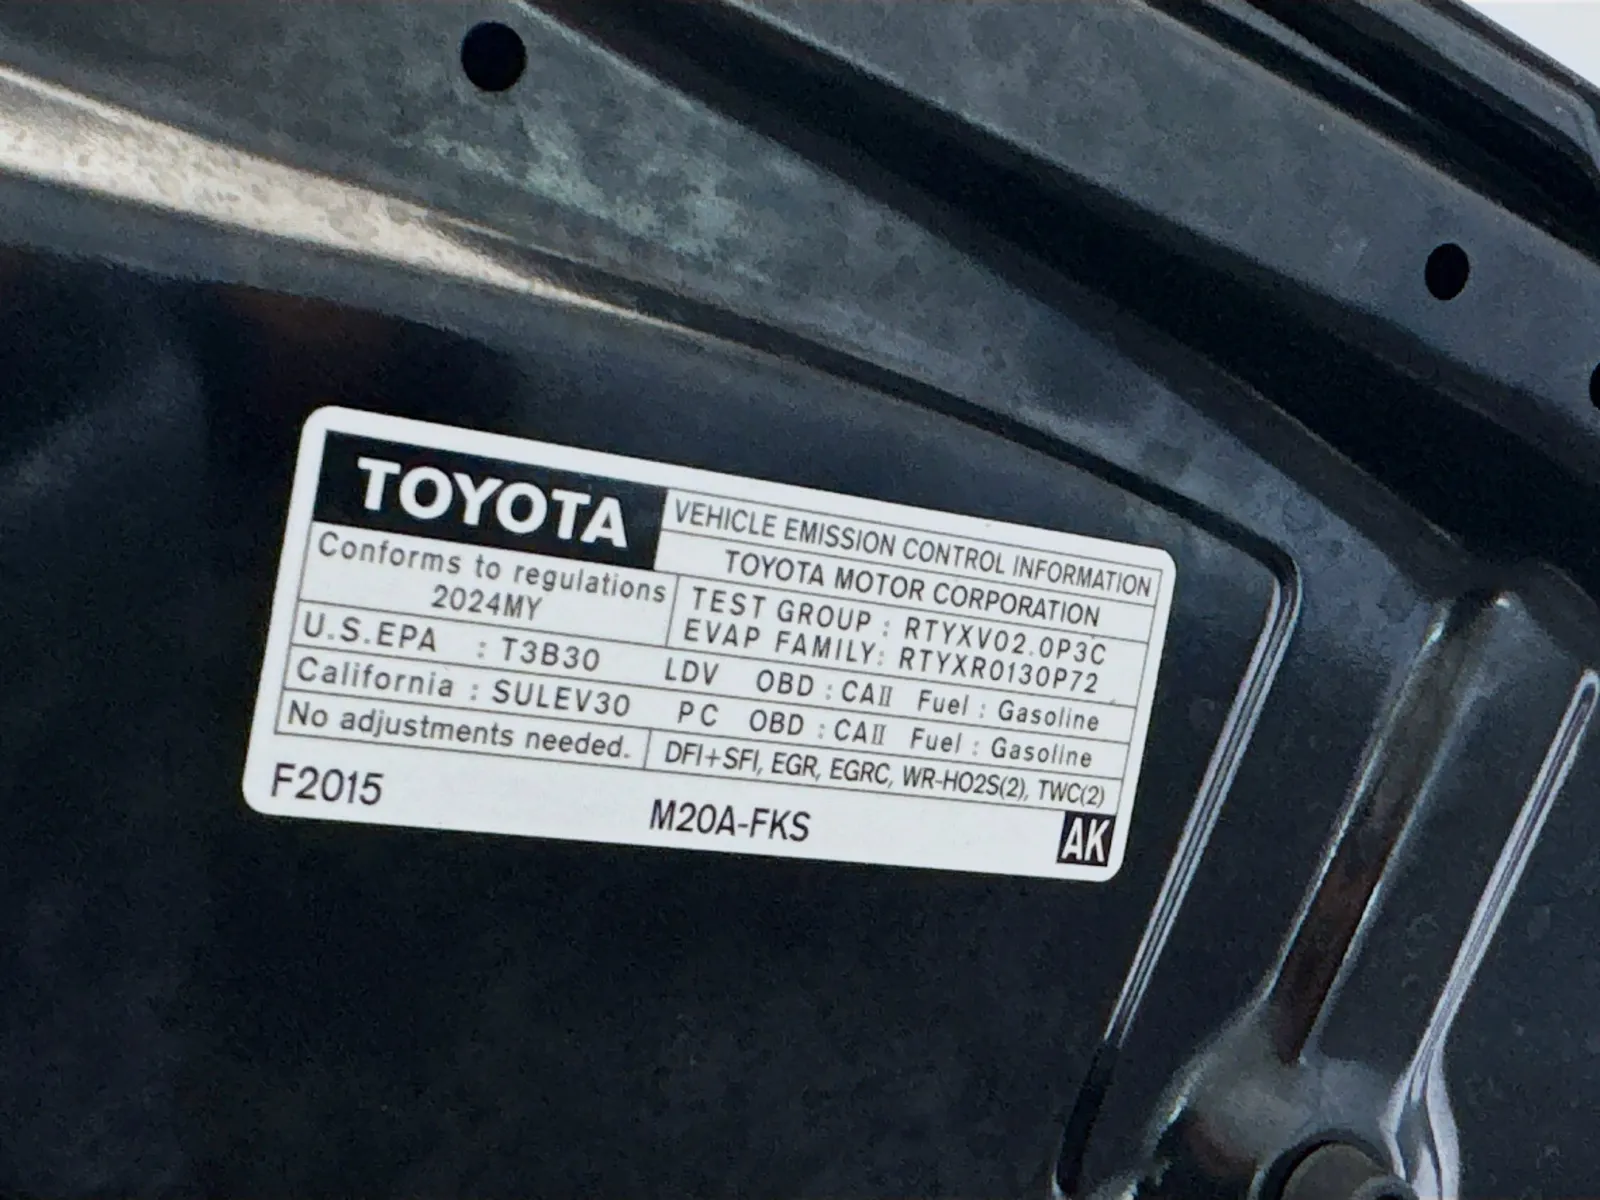 TOYOTA
VEHICLE EMISSION CONTROL INFORMATION
TOYOTA MOTOR CORPORATION
Conforms to regulations
2024MY
TEST GROUP : RTYXV02.0P3C
EVAP FAMILY: RTYXR0130P72
U.S.EPA : T3B30 LDV OBD : CAⅡ Fuel : Gasoline
California : SULEV30 PC OBD : CAⅡ Fuel : Gasoline
No adjustments needed. DFI+SFI, EGR, EGRC, WR-HO2S(2), TWC(2)
F2015 M20A-FKS AK